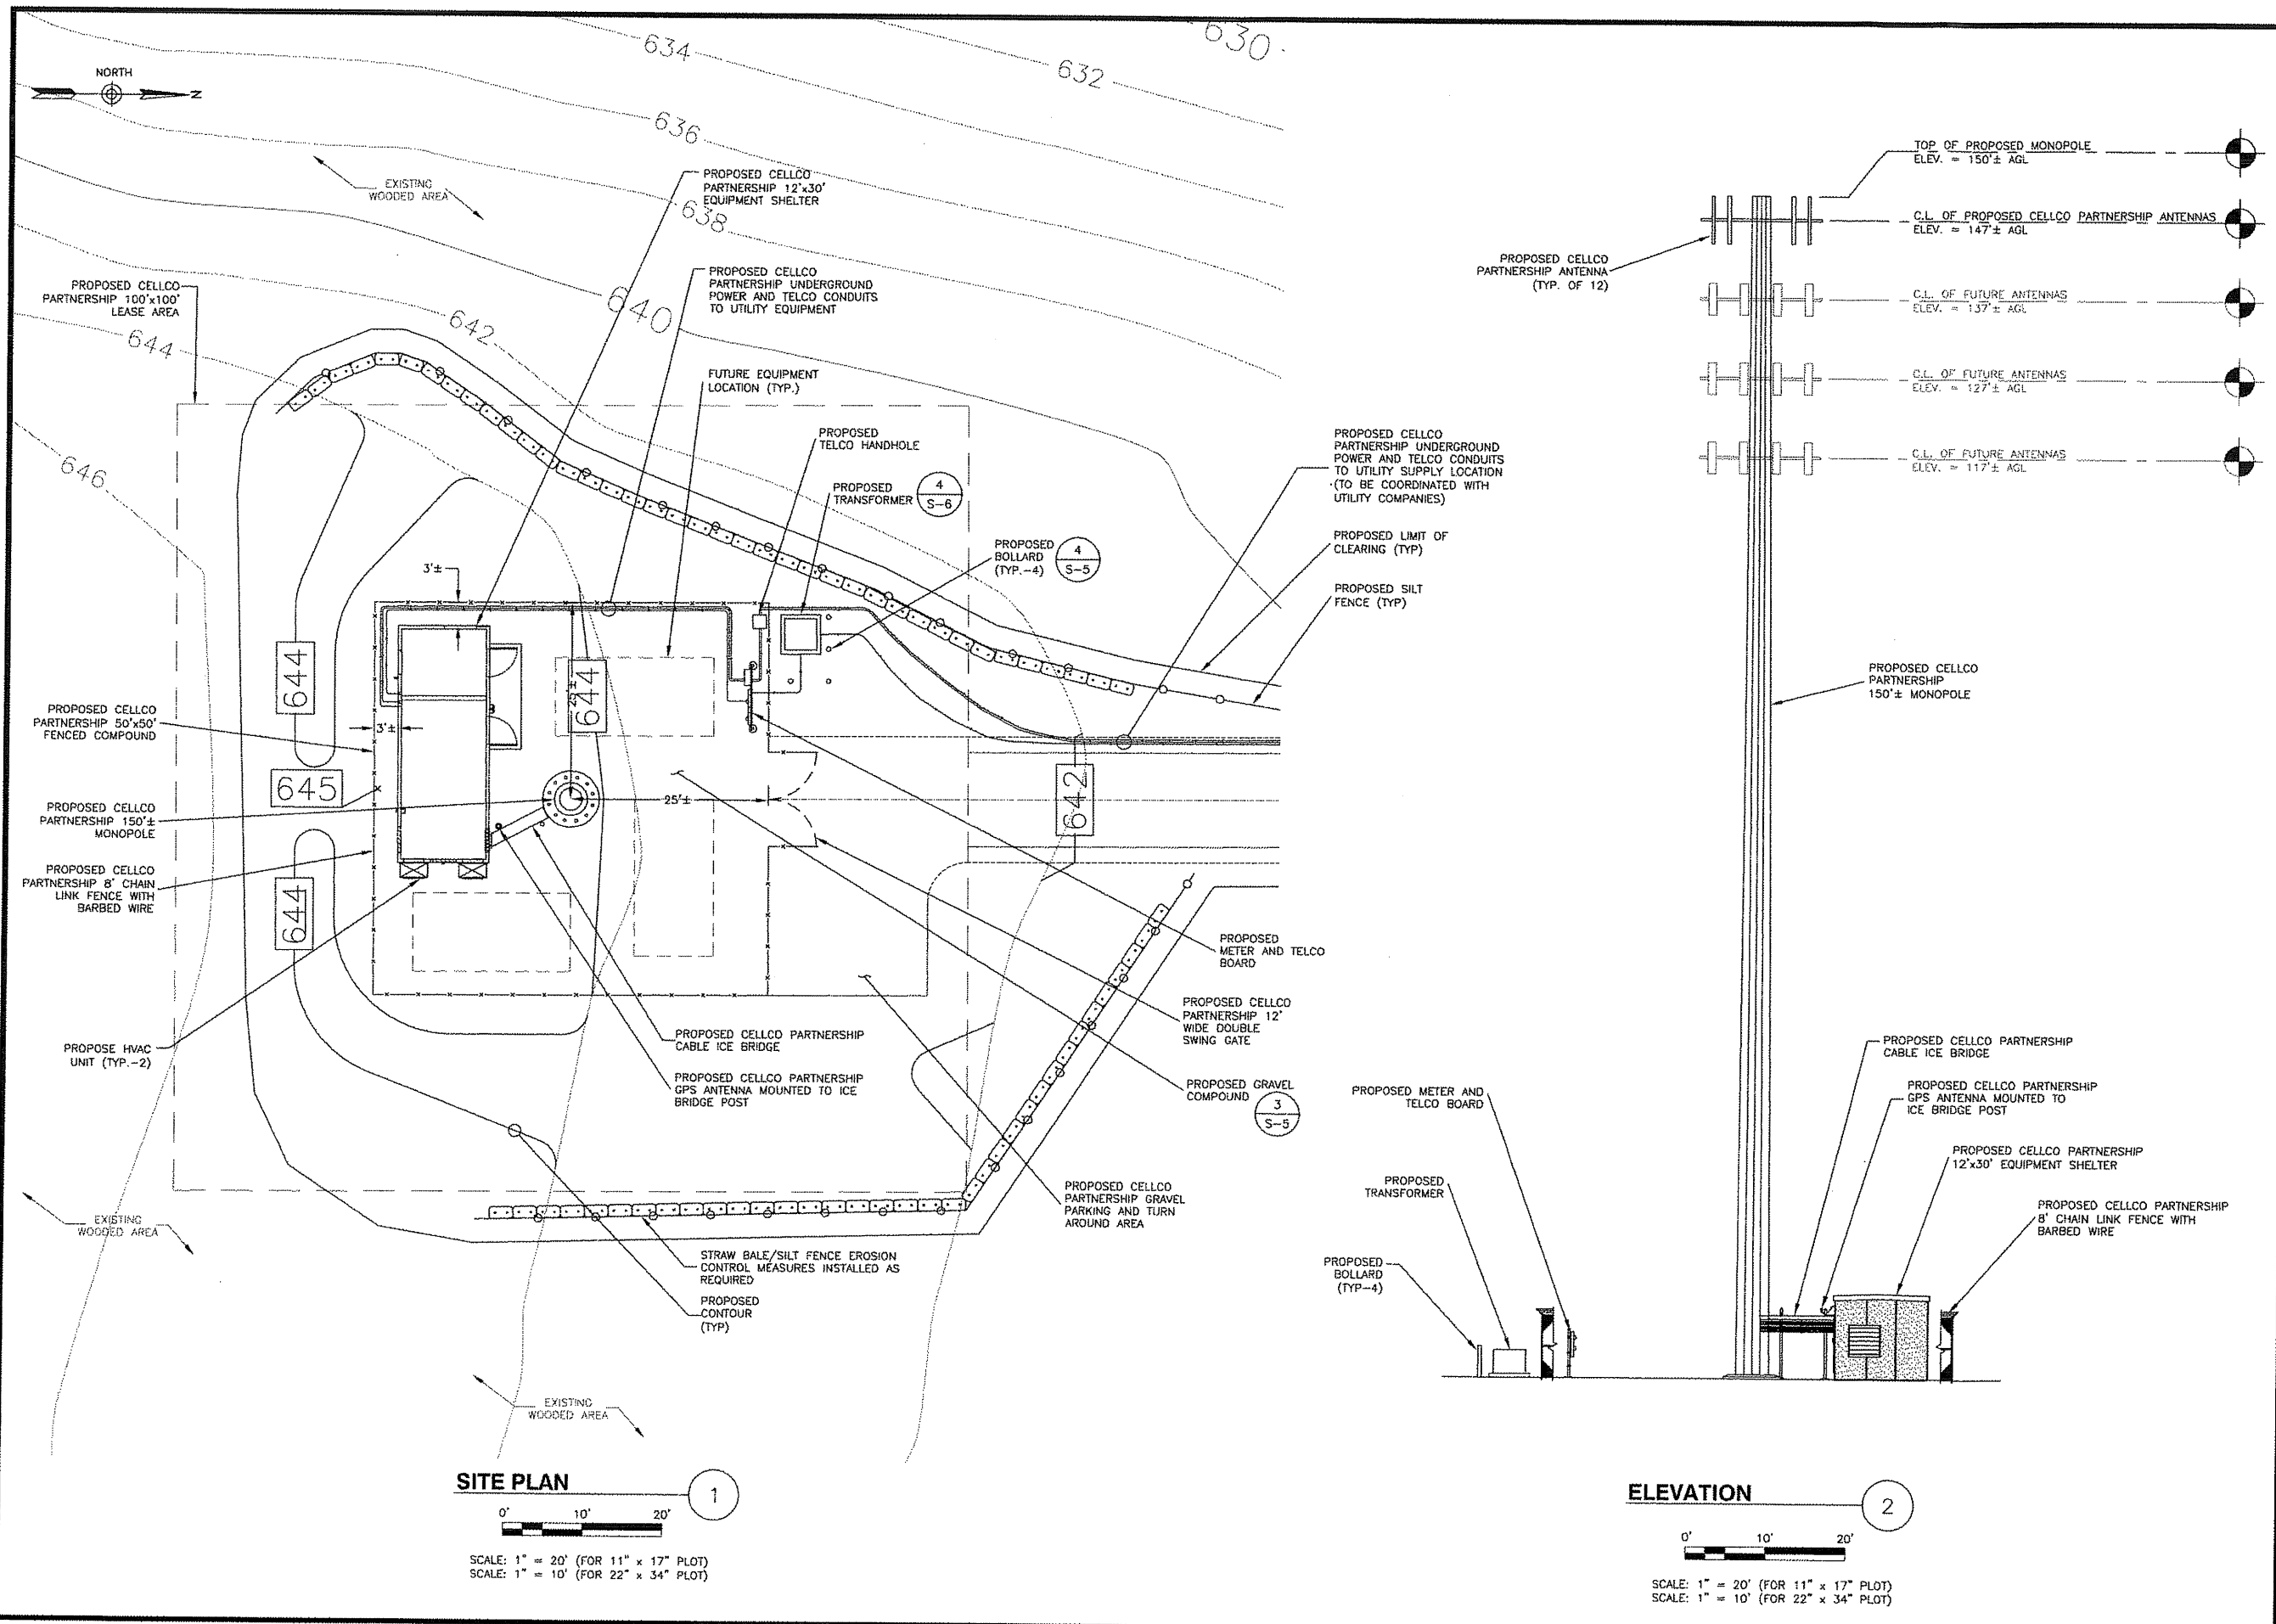 630
634
632
NORTH
N
636
EXISTING
WOODED AREA
PROPOSED CELLCO
PARTNERSHIP 12'x30'
EQUIPMENT SHELTER
638
PROPOSED CELLCO
PARTNERSHIP 100'x100'
LEASE AREA
PROPOSED CELLCO
PARTNERSHIP UNDERGROUND
POWER AND TELCO CONDUITS
TO UTILITY EQUIPMENT
640
642
644
646
FUTURE EQUIPMENT
LOCATION (TYP.)
PROPOSED
TELCO HANDHOLE
PROPOSED
TRANSFORMER
4
S-6
PROPOSED
BOLLARD
(TYP.-4)
4
S-5
PROPOSED CELLCO
PARTNERSHIP UNDERGROUND
POWER AND TELCO CONDUITS
TO UTILITY SUPPLY LOCATION
(TO BE COORDINATED WITH
UTILITY COMPANIES)
PROPOSED LIMIT OF
CLEARING (TYP)
PROPOSED SILT
FENCE (TYP)
3'±
644
25'±
644
PROPOSED CELLCO
PARTNERSHIP 50'x50'
FENCED COMPOUND
3'±
645
25'±
642
PROPOSED CELLCO
PARTNERSHIP 150'±
MONOPOLE
PROPOSED CELLCO
PARTNERSHIP 8' CHAIN
LINK FENCE WITH
BARBED WIRE
644
PROPOSE HVAC
UNIT (TYP.-2)
PROPOSED
METER AND TELCO
BOARD
PROPOSED CELLCO
PARTNERSHIP 12'
WIDE DOUBLE
SWING GATE
PROPOSED CELLCO PARTNERSHIP
CABLE ICE BRIDGE
PROPOSED CELLCO PARTNERSHIP
GPS ANTENNA MOUNTED TO ICE
BRIDGE POST
PROPOSED GRAVEL
COMPOUND
3
S-5
PROPOSED CELLCO
PARTNERSHIP GRAVEL
PARKING AND TURN
AROUND AREA
EXISTING
WOODED AREA
STRAW BALE/SILT FENCE EROSION
CONTROL MEASURES INSTALLED AS
REQUIRED
PROPOSED
CONTOUR
(TYP)
EXISTING
WOODED AREA
SITE PLAN
1
0' 10' 20'
SCALE: 1" = 20' (FOR 11" x 17" PLOT)
SCALE: 1" = 10' (FOR 22" x 34" PLOT)
TOP OF PROPOSED MONOPOLE
ELEV. = 150'± AGL
C.L. OF PROPOSED CELLCO PARTNERSHIP ANTENNAS
ELEV. = 147'± AGL
PROPOSED CELLCO
PARTNERSHIP ANTENNA
(TYP. OF 12)
C.L. OF FUTURE ANTENNAS
ELEV. = 137'± AGL
C.L. OF FUTURE ANTENNAS
ELEV. = 127'± AGL
C.L. OF FUTURE ANTENNAS
ELEV. = 117'± AGL
PROPOSED CELLCO
PARTNERSHIP
150'± MONOPOLE
PROPOSED CELLCO PARTNERSHIP
CABLE ICE BRIDGE
PROPOSED CELLCO PARTNERSHIP
GPS ANTENNA MOUNTED TO
ICE BRIDGE POST
PROPOSED METER AND
TELCO BOARD
PROPOSED CELLCO PARTNERSHIP
12'x30' EQUIPMENT SHELTER
PROPOSED
TRANSFORMER
PROPOSED CELLCO PARTNERSHIP
8' CHAIN LINK FENCE WITH
BARBED WIRE
PROPOSED
BOLLARD
(TYP-4)
ELEVATION
2
0' 10' 20'
SCALE: 1" = 20' (FOR 11" x 17" PLOT)
SCALE: 1" = 10' (FOR 22" x 34" PLOT)